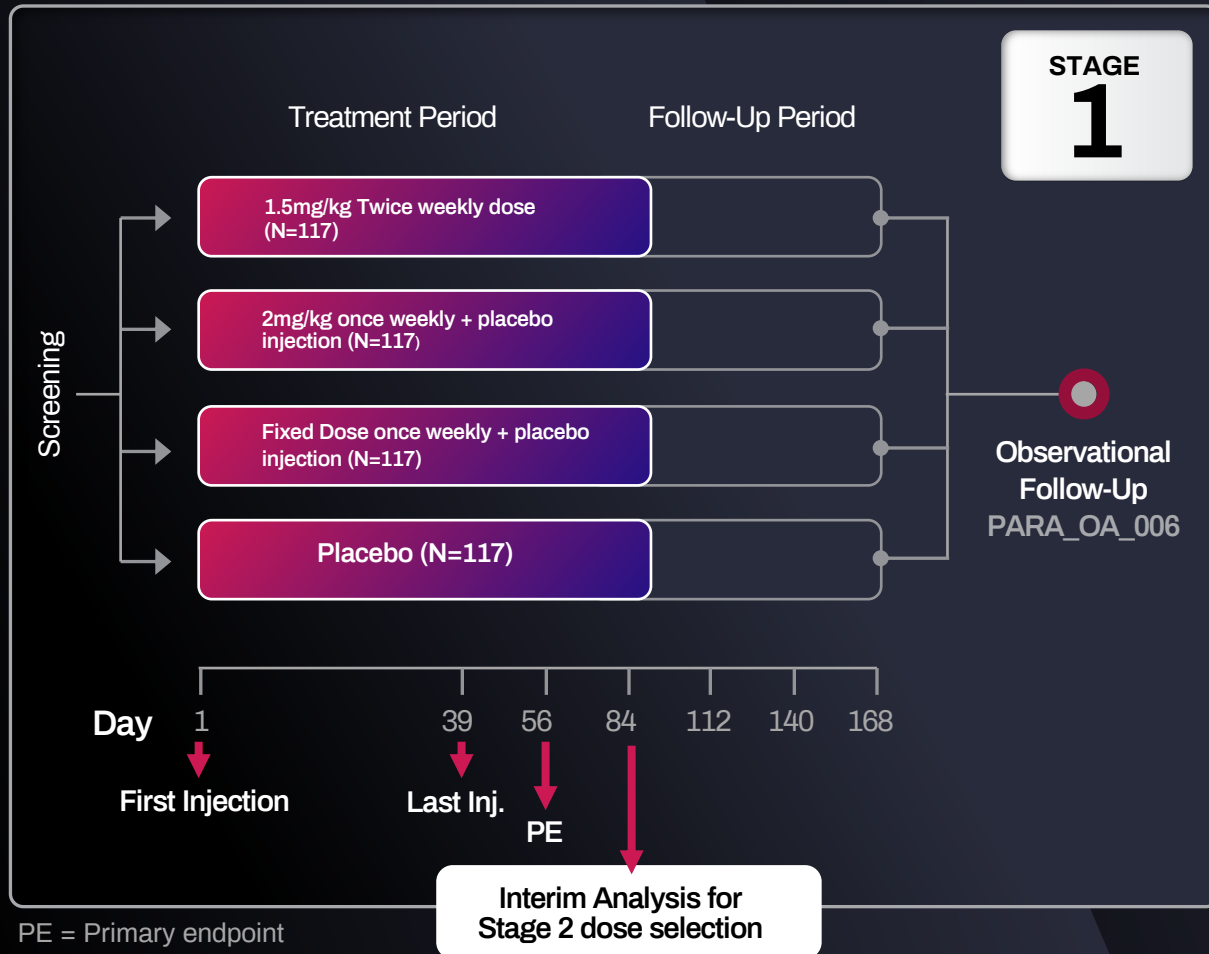 STAGE
1
Treatment Period
Follow-Up Period
Screening
1.5mg/kg Twice weekly dose
(N=117)
2mg/kg once weekly + placebo
injection (N=117)
Fixed Dose once weekly + placebo
injection (N=117)
Placebo (N=117)
Observational
Follow-Up
PARA_OA_006
Day
1
39
56
84
112
140
168
First Injection
Last Inj.
PE
Interim Analysis for
Stage 2 dose selection
PE = Primary endpoint